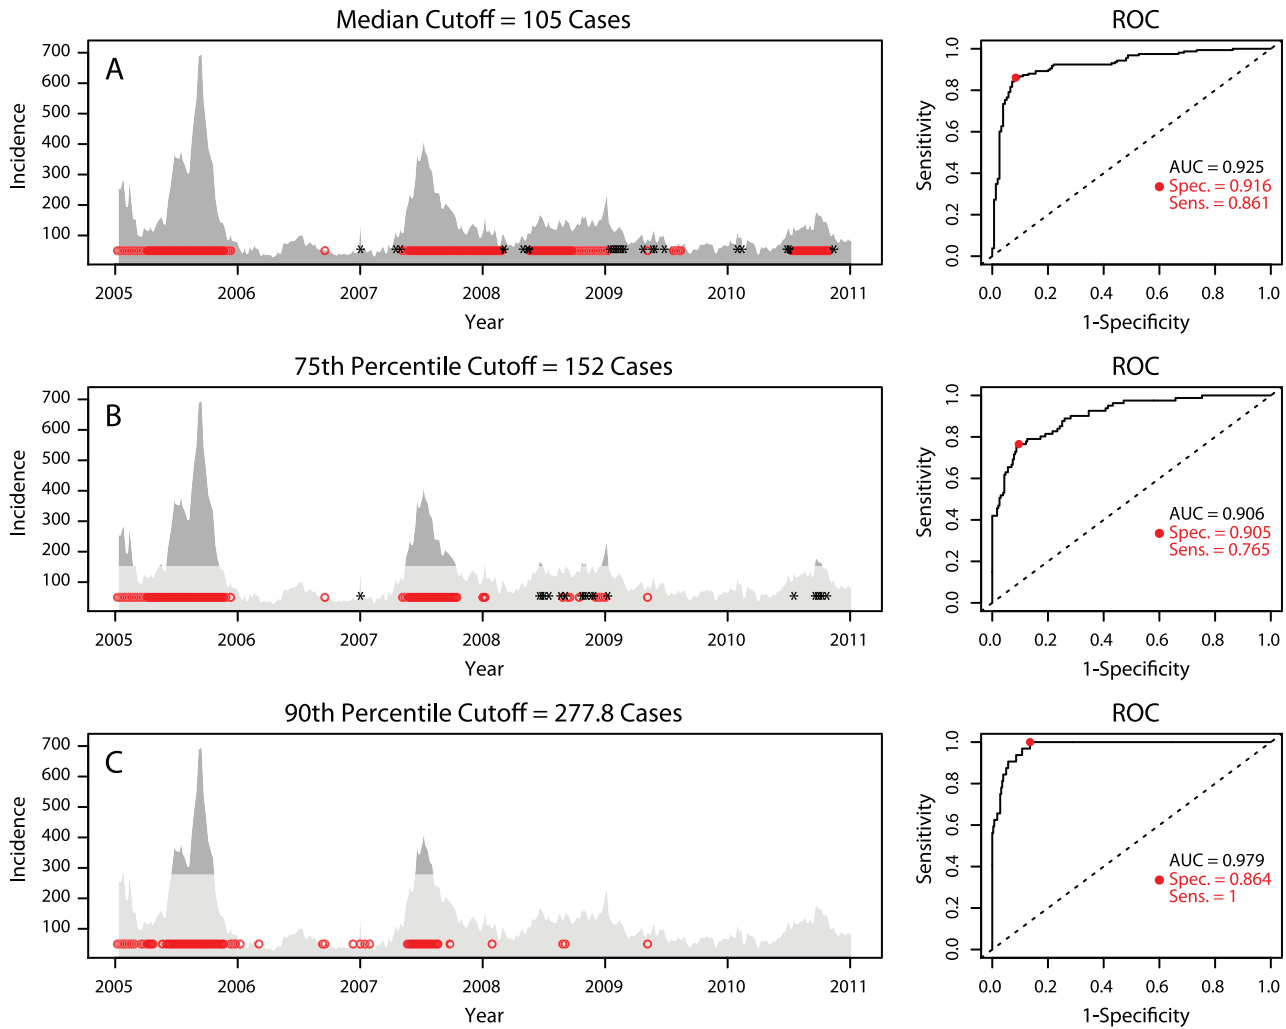 Median Cutoff = 105 Cases
A
Incidence
700
600
500
400
300
200
100
2005 2006 2007 2008 2009 2010 2011
Year
ROC
Sensitivity
1.0
0.8
0.6
0.4
0.2
0.0
AUC = 0.925
Spec. = 0.916
Sens. = 0.861
0.0 0.2 0.4 0.6 0.8 1.0
1-Specificity
75th Percentile Cutoff = 152 Cases
B
Incidence
700
600
500
400
300
200
100
2005 2006 2007 2008 2009 2010 2011
Year
ROC
Sensitivity
1.0
0.8
0.6
0.4
0.2
0.0
AUC = 0.906
Spec. = 0.905
Sens. = 0.765
0.0 0.2 0.4 0.6 0.8 1.0
1-Specificity
90th Percentile Cutoff = 277.8 Cases
C
Incidence
700
600
500
400
300
200
100
2005 2006 2007 2008 2009 2010 2011
Year
ROC
Sensitivity
1.0
0.8
0.6
0.4
0.2
0.0
AUC = 0.979
Spec. = 0.864
Sens. = 1
0.0 0.2 0.4 0.6 0.8 1.0
1-Specificity